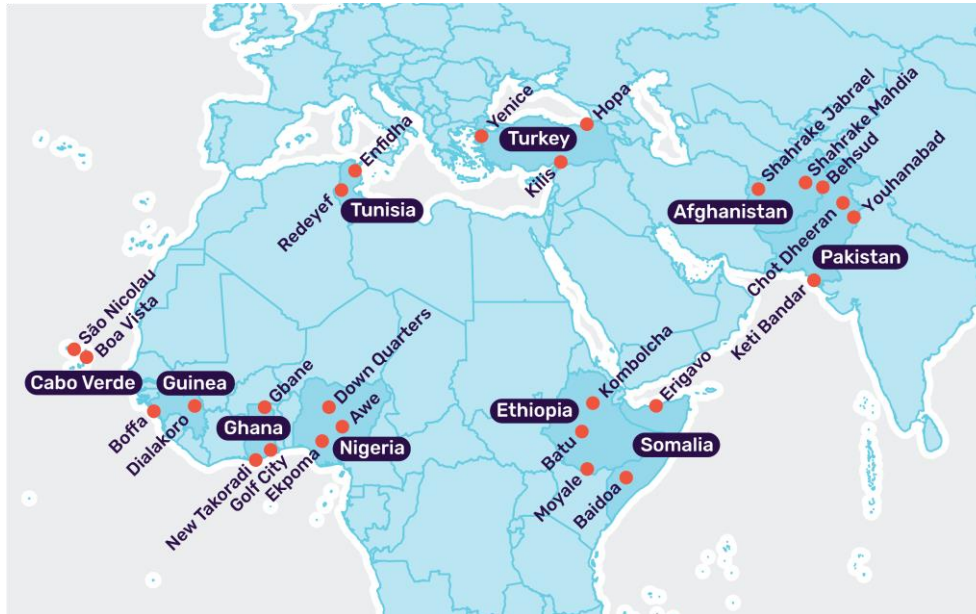 Hopa
Yenice
Turkey
Kilis
Enfidha
Redeyef
Tunisia
Shahrake Jabrael
Shahrake Mahdia
Behsud
Youhanabad
Afghanistan
Chot Dheeran
Pakistan
Keti Bandar
São Nicolau
Boa Vista
Cabo Verde
Guinea
Boffa
Dialakoro
Gbane
Ghana
New Takoradi
Golf City
Down Quarters
Awe
Ekpoma
Nigeria
Kombolcha
Ethiopia
Batu
Moyale
Erigavo
Somalia
Baidoa